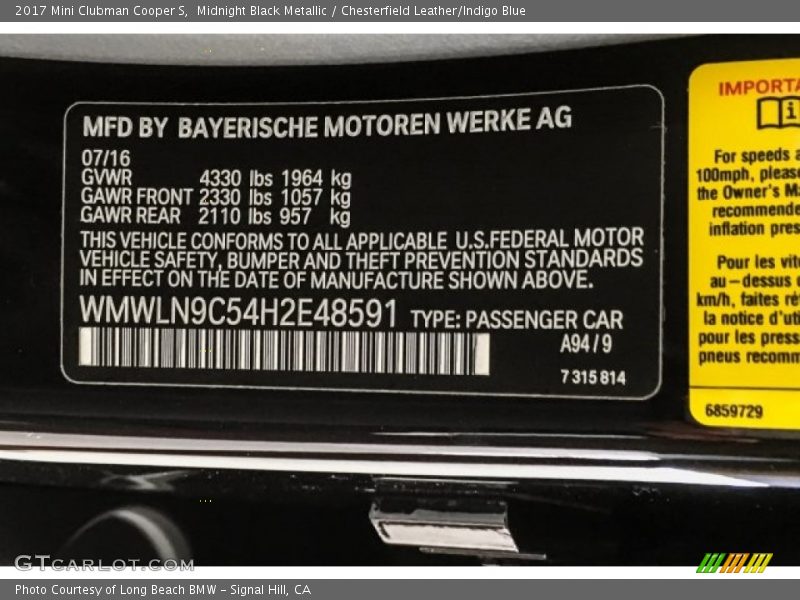 2017 Mini Clubman Cooper S,  Midnight Black Metallic / Chesterfield Leather/Indigo Blue
MFD BY BAYERISCHE MOTOREN WERKE AG
07/16
GVWR 4330 lbs 1964 kg
GAWR FRONT 2330 lbs 1057 kg
GAWR REAR 2110 lbs 957 kg
THIS VEHICLE CONFORMS TO ALL APPLICABLE U.S.FEDERAL MOTOR
VEHICLE SAFETY, BUMPER AND THEFT PREVENTION STANDARDS
IN EFFECT ON THE DATE OF MANUFACTURE SHOWN ABOVE.
WMWLN9C54H2E48591 TYPE: PASSENGER CAR
A94/9
7 315 814
IMPORTA
For speeds a
100mph, please
the Owner's Ma
recommende
inflation pres
Pour les vit
au-dessus d
km/h, faites ré
la notice d'uti
pour les press
pneus recomm
6859729
GTCARLOT.COM
Photo Courtesy of Long Beach BMW - Signal Hill, CA